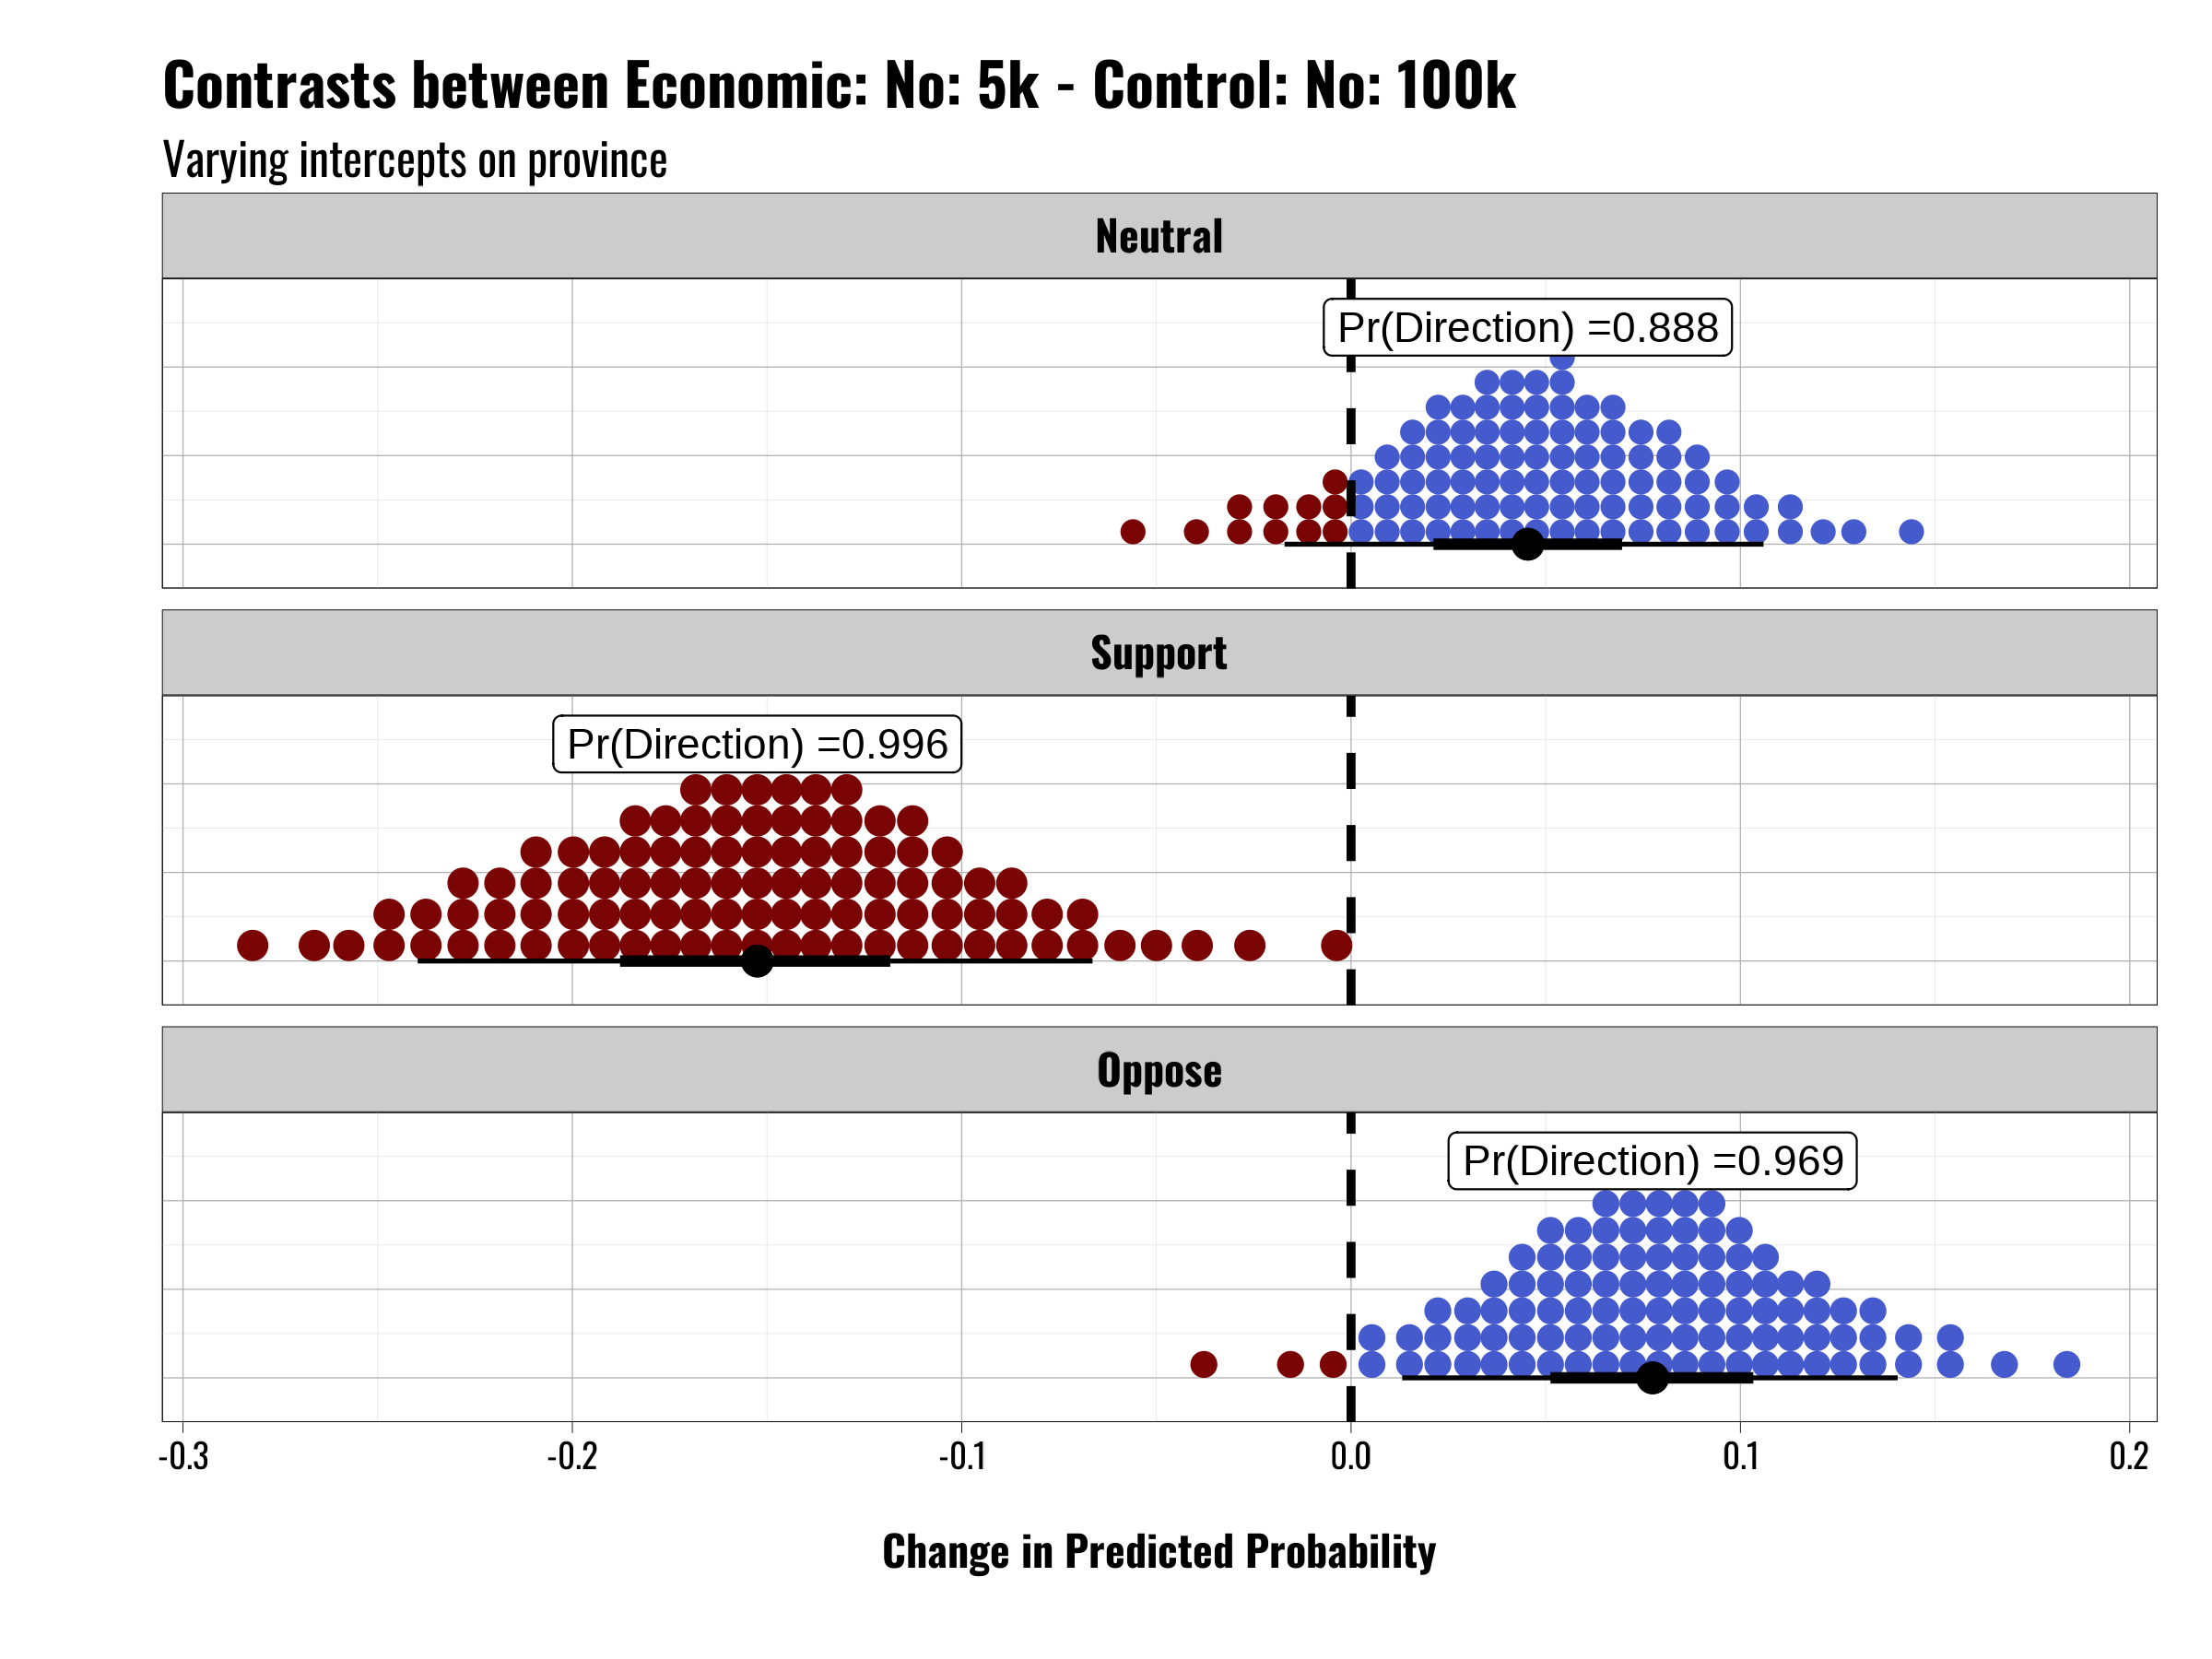 Contrasts between Economic: No: 5k - Control: No: 100k
Varying intercepts on province
Neutral
Pr(Direction) =0.888
Support
Pr(Direction) =0.996
Oppose
Pr(Direction) =0.969
-0.3 -0.2 -0.1 0.0 0.1 0.2
Change in Predicted Probability